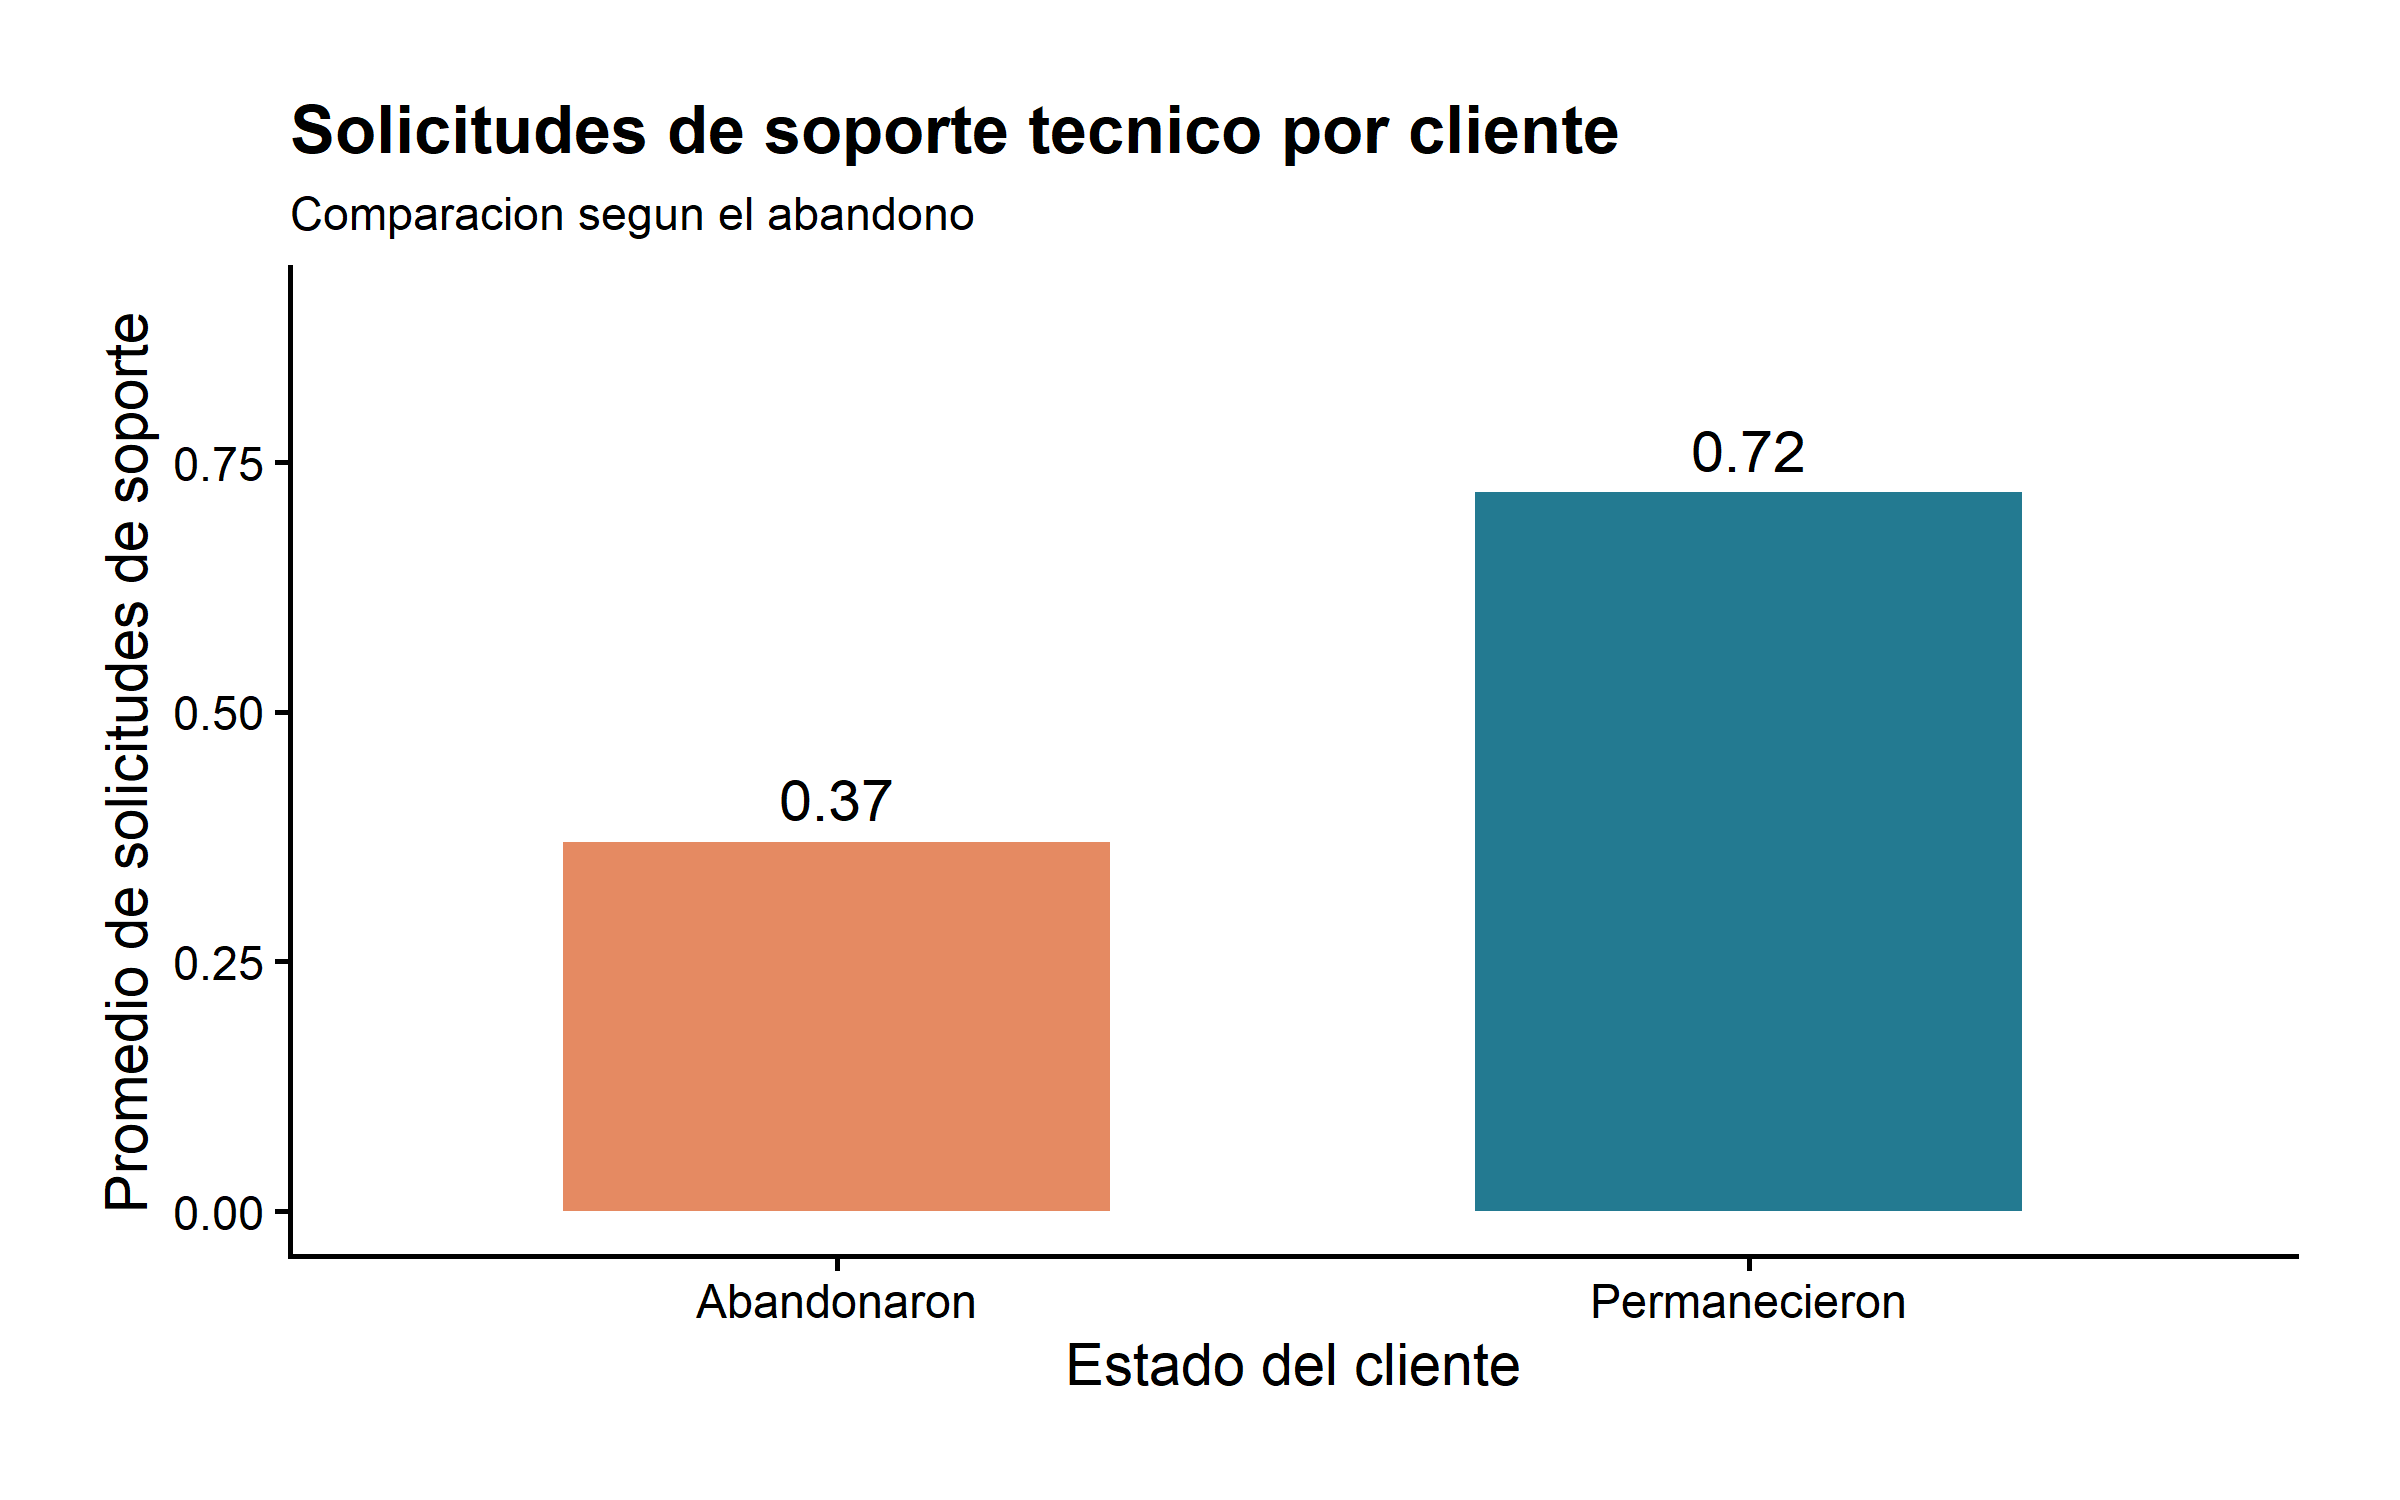 Solicitudes de soporte tecnico por cliente
Comparacion segun el abandono
Promedio de solicitudes de soporte
0.75
0.50
0.25
0.00
0.37
0.72
Abandonaron
Permanecieron
Estado del cliente